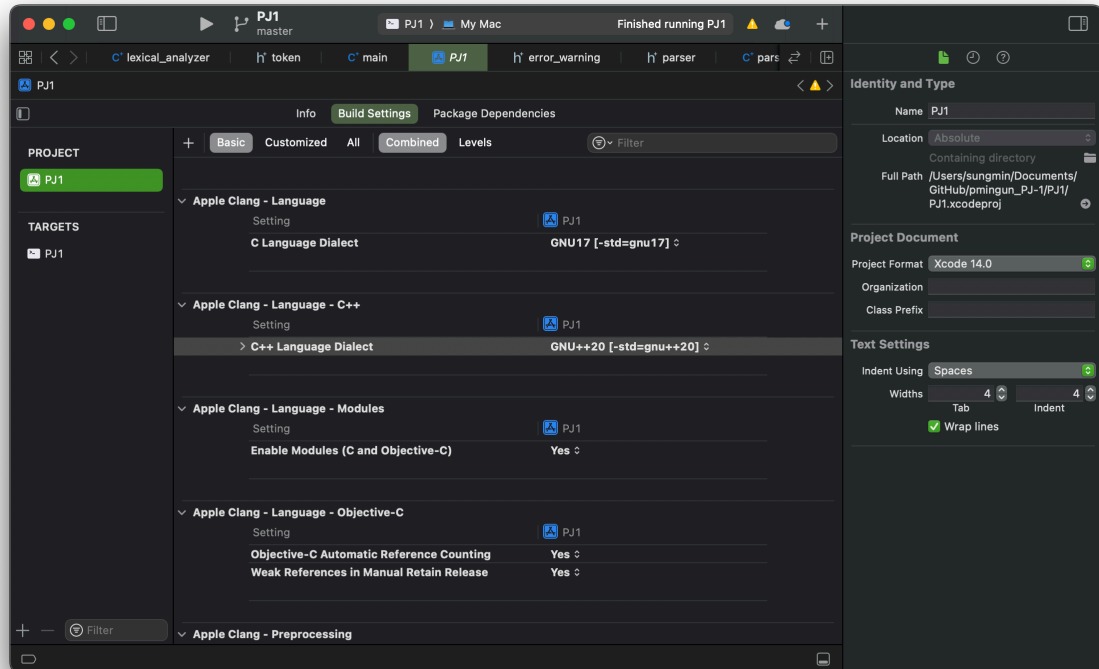 PJ1
master
PJ1 ⟩ My Mac
Finished running PJ1
lexical_analyzer
token
main
PJ1
error_warning
parser
pars
PJ1
Info
Build Settings
Package Dependencies
Basic
Customized
All
Combined
Levels
Filter
PROJECT
PJ1
TARGETS
PJ1
Filter
Apple Clang - Language
Setting
PJ1
C Language Dialect
GNU17 [-std=gnu17]
Apple Clang - Language - C++
Setting
PJ1
C++ Language Dialect
GNU++20 [-std=gnu++20]
Apple Clang - Language - Modules
Setting
PJ1
Enable Modules (C and Objective-C)
Yes
Apple Clang - Language - Objective-C
Setting
PJ1
Objective-C Automatic Reference Counting
Yes
Weak References in Manual Retain Release
Yes
Apple Clang - Preprocessing
Identity and Type
Name PJ1
Location Absolute
Containing directory
Full Path /Users/sungmin/Documents/
GitHub/pmingun_PJ-1/PJ1/
PJ1.xcodeproj
Project Document
Project Format Xcode 14.0
Organization
Class Prefix
Text Settings
Indent Using Spaces
Widths 4 4
Tab Indent
Wrap lines